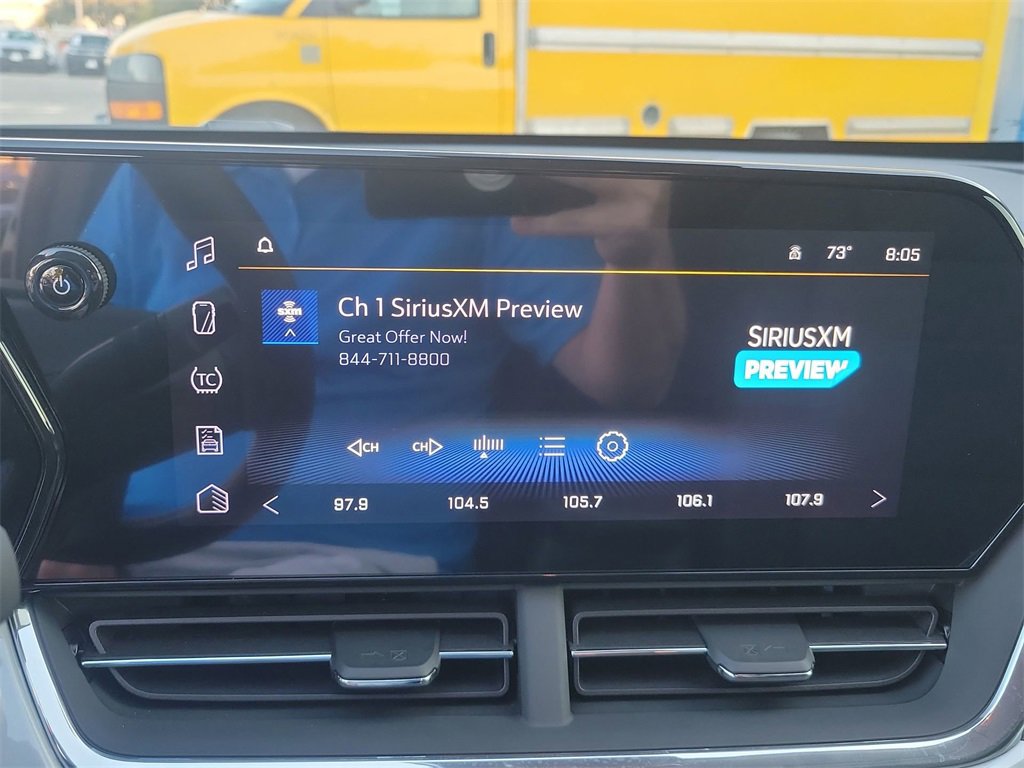 73° 8:05
sxm
Ch 1 SiriusXM Preview
Great Offer Now!
844-711-8800
SIRIUSXM
PREVIEW
TC
CH CH
97.9 104.5 105.7 106.1 107.9